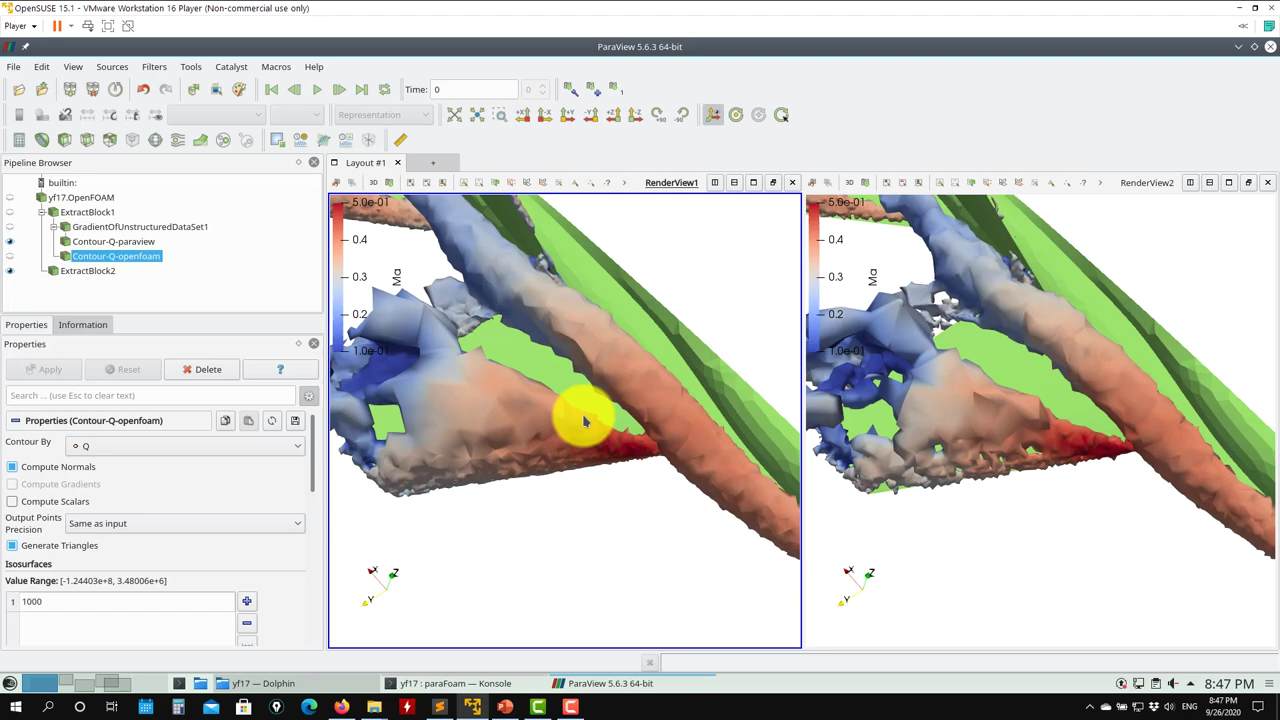 OpenSUSE 15.1 - VMware Workstation 16 Player (Non-commercial use only)
Player
ParaView 5.6.3 64-bit
File Edit View Sources Filters Tools Catalyst Macros Help
Time: 0 0
Representation
Pipeline Browser
Layout #1
builtin:
yf17.OpenFOAM
ExtractBlock1
GradientOfUnstructuredDataSet1
Contour-Q-paraview
Contour-Q-openfoam
ExtractBlock2
3D RenderView1
3D RenderView2
5.0e-01
0.4
0.3
0.2
1.0e-01
Ma
5.0e-01
0.4
0.3
0.2
1.0e-01
Ma
Properties Information
Properties
Apply Reset Delete ?
Search ... (use Esc to clear text)
Properties (Contour-Q-openfoam)
Contour By Q
Compute Normals
Compute Gradients
Compute Scalars
Output Points Precision Same as input
Generate Triangles
Isosurfaces
Value Range: [-1.24403e+8, 3.48006e+6]
1 1000
X Z Y
X Z Y
yf17 — Dolphin
yf17 : paraFoam — Konsole
ParaView 5.6.3 64-bit
8:47 PM
8:47 PM
9/26/2020